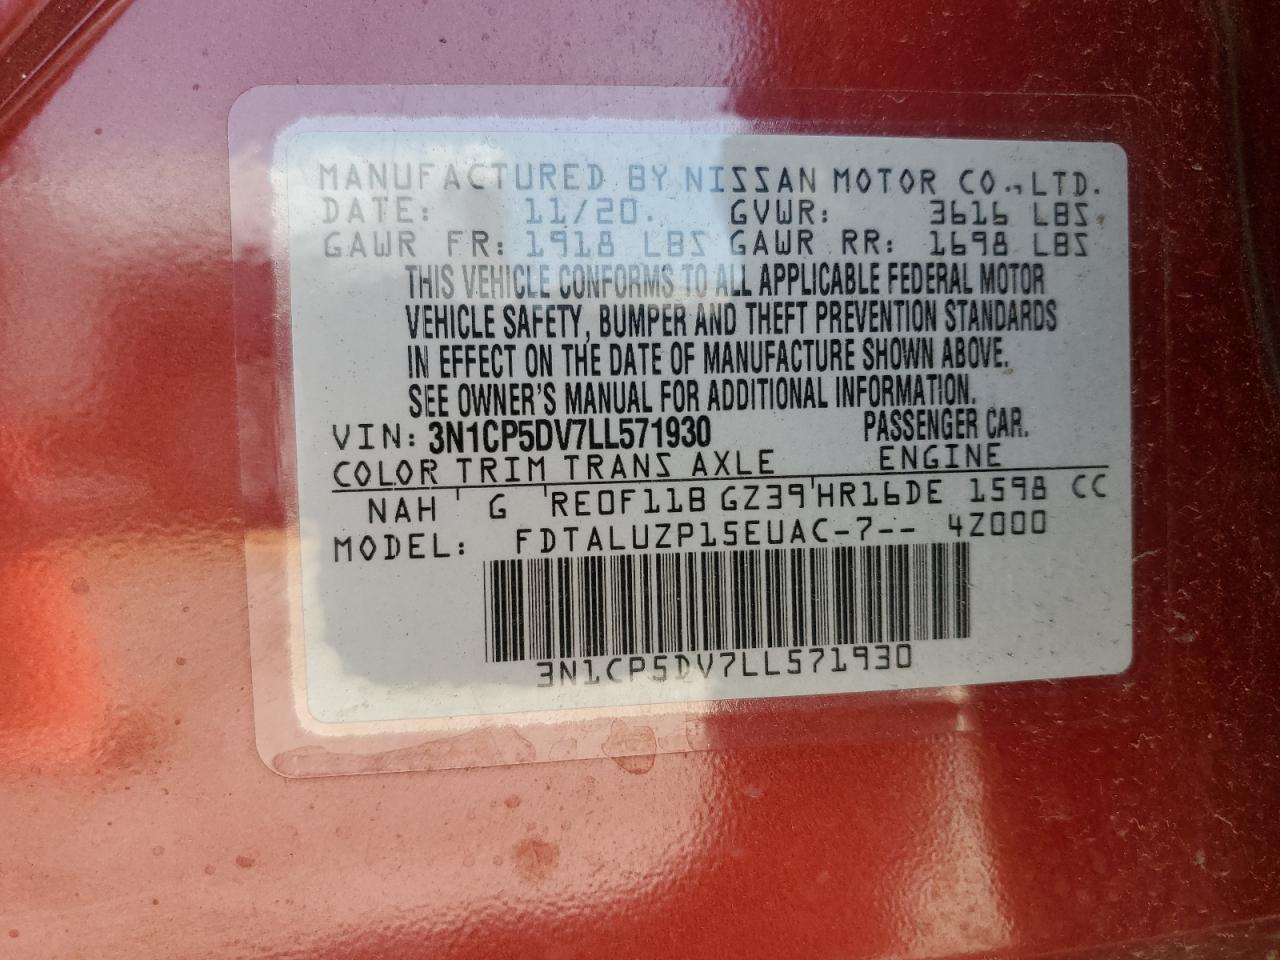 MANUFACTURED BY NISSAN MOTOR CO.,LTD.
DATE: 11/20. GVWR: 3616 LBS
GAWR FR: 1918 LBS GAWR RR: 1698 LBS
THIS VEHICLE CONFORMS TO ALL APPLICABLE FEDERAL MOTOR
VEHICLE SAFETY, BUMPER AND THEFT PREVENTION STANDARDS
IN EFFECT ON THE DATE OF MANUFACTURE SHOWN ABOVE.
SEE OWNER'S MANUAL FOR ADDITIONAL INFORMATION.
VIN: 3N1CP5DV7LL571930 PASSENGER CAR.
COLOR TRIM TRANS AXLE ENGINE
NAH ' G 'RE0F11B GZ39'HR16DE 1598 CC
MODEL: FDTALUZP15EUAC-7-- 4Z000
3N1CP5DV7LL571930